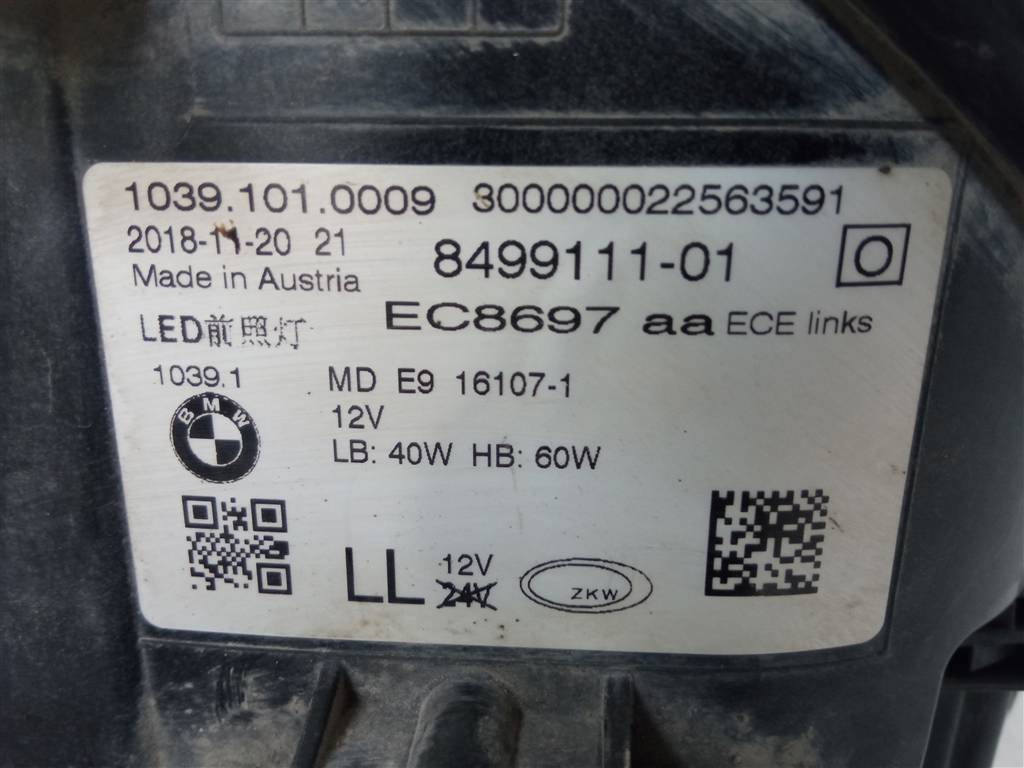 1039.101.0009 300000022563591
2018-11-20 21 8499111-01 O
Made in Austria
LED前照灯 EC8697 aa ECE links
1039.1 MD E9 16107-1
BMW 12V
LB: 40W HB: 60W
LL 12V ZKW
24V